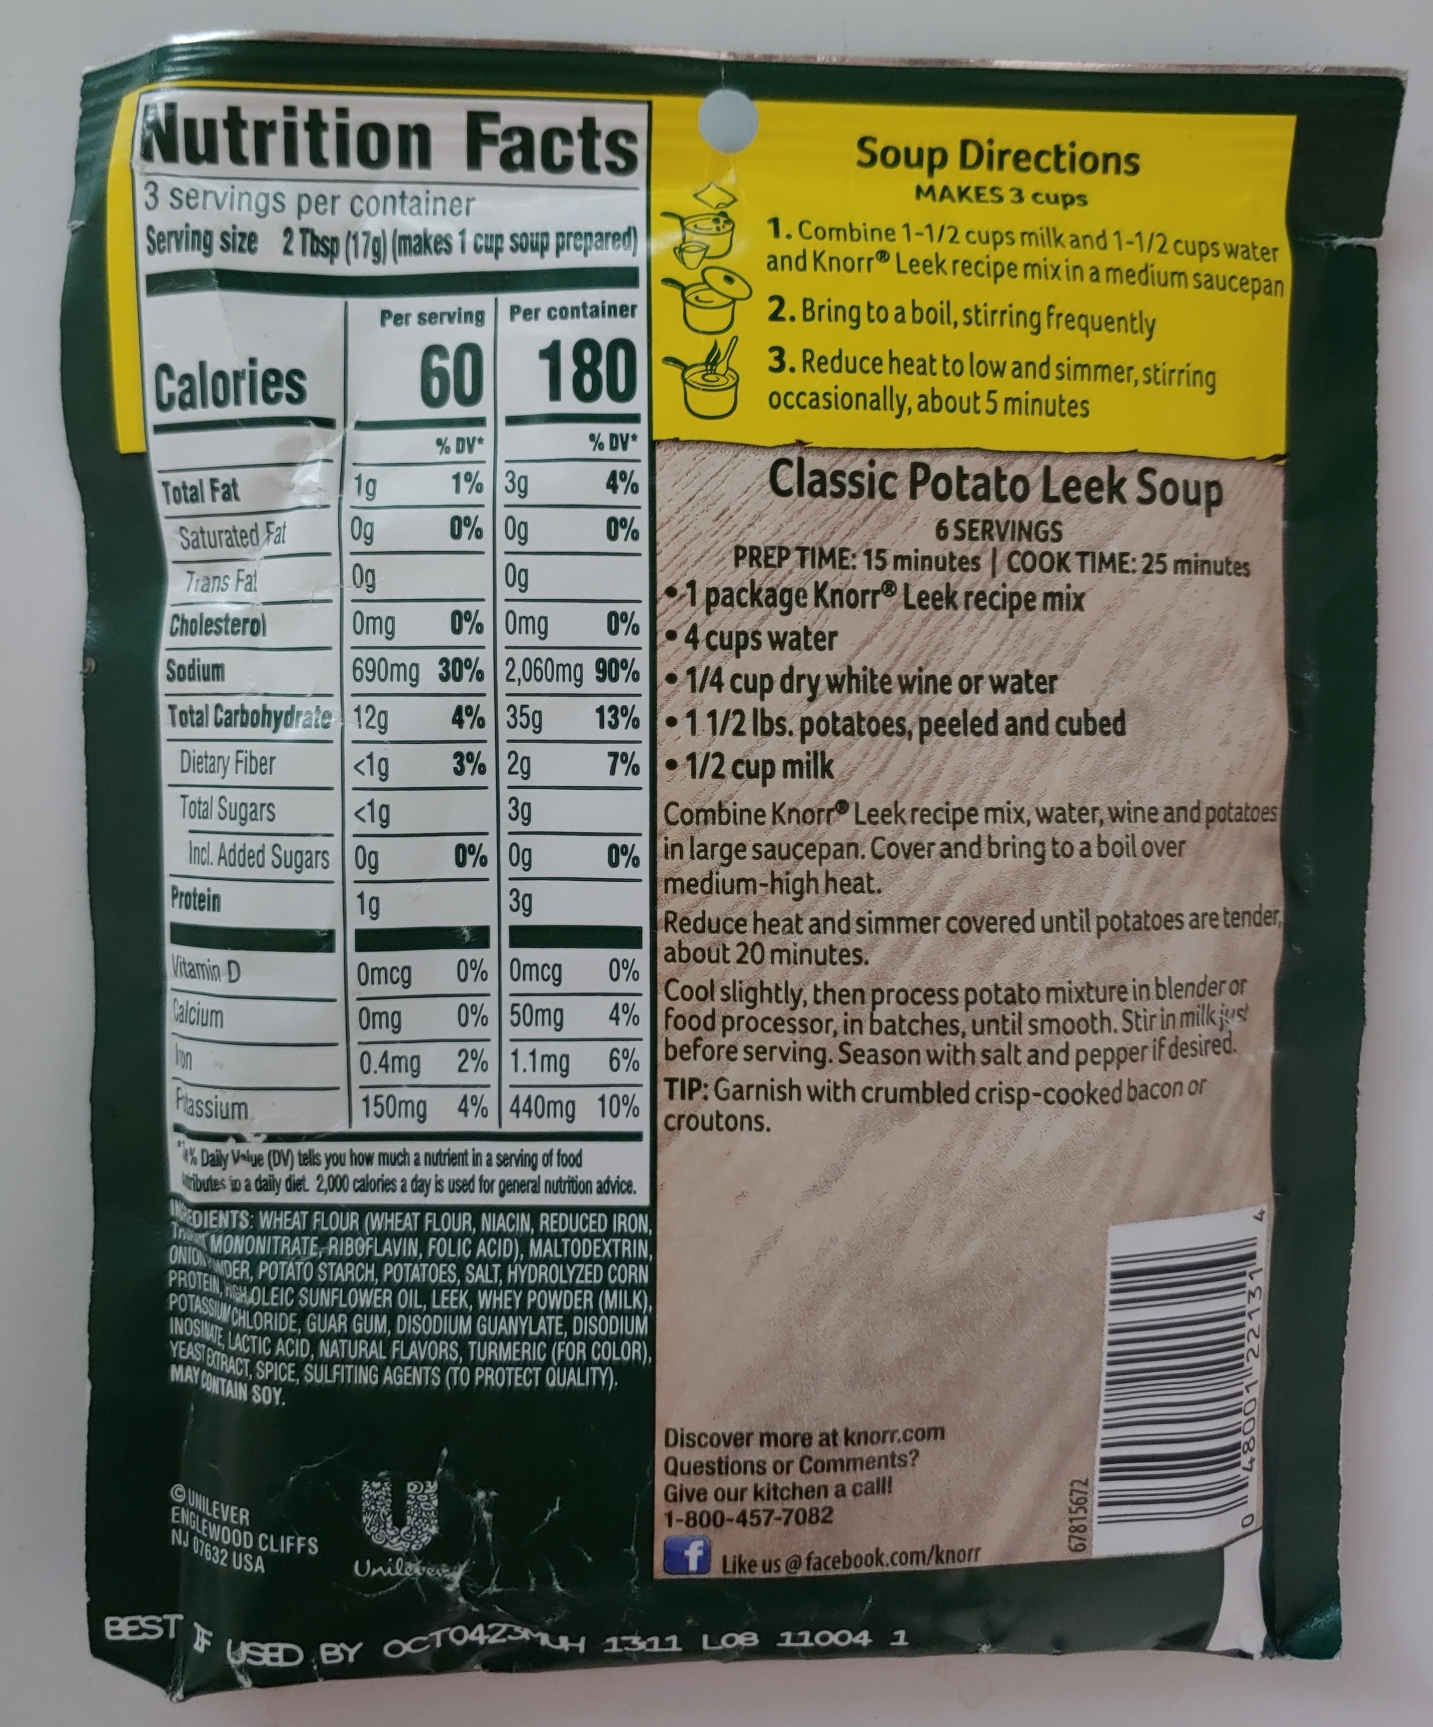 Nutrition Facts
3 servings per container
Serving size 2 Tbsp (17g) (makes 1 cup soup prepared)
Per serving Per container
Calories 60 180
% DV* % DV*
Total Fat 1g 1% 3g 4%
Saturated Fat 0g 0% 0g 0%
Trans Fat 0g 0g
Cholesterol 0mg 0% 0mg 0%
Sodium 690mg 30% 2,060mg 90%
Total Carbohydrate 12g 4% 35g 13%
Dietary Fiber <1g 3% 2g 7%
Total Sugars <1g 3g
Incl. Added Sugars 0g 0% 0g 0%
Protein 1g 3g
Vitamin D 0mcg 0% 0mcg 0%
Calcium 0mg 0% 50mg 4%
Iron 0.4mg 2% 1.1mg 6%
Potassium 150mg 4% 440mg 10%
% Daily Value (DV) tells you how much a nutrient in a serving of food
a daily diet. 2,000 calories a day is used for general nutrition advice.
INGREDIENTS: WHEAT FLOUR (WHEAT FLOUR, NIACIN, REDUCED IRON,
MONONITRATE, RIBOFLAVIN, FOLIC ACID), MALTODEXTRIN,
ONION POWDER, POTATO STARCH, POTATOES, SALT, HYDROLYZED CORN
PROTEIN, HIGH OLEIC SUNFLOWER OIL, LEEK, WHEY POWDER (MILK),
POTASSIUM CHLORIDE, GUAR GUM, DISODIUM GUANYLATE, DISODIUM
INOSINATE, LACTIC ACID, NATURAL FLAVORS, TURMERIC (FOR COLOR),
YEAST EXTRACT, SPICE, SULFITING AGENTS (TO PROTECT QUALITY).
MAY CONTAIN SOY.
© UNILEVER
ENGLEWOOD CLIFFS
NJ 07632 USA
Unilever
Soup Directions
MAKES 3 cups
1. Combine 1-1/2 cups milk and 1-1/2 cups water
and Knorr® Leek recipe mix in a medium saucepan
2. Bring to a boil, stirring frequently
3. Reduce heat to low and simmer, stirring
occasionally, about 5 minutes
Classic Potato Leek Soup
6 SERVINGS
PREP TIME: 15 minutes | COOK TIME: 25 minutes
• 1 package Knorr® Leek recipe mix
• 4 cups water
• 1/4 cup dry white wine or water
• 1 1/2 lbs. potatoes, peeled and cubed
• 1/2 cup milk
Combine Knorr® Leek recipe mix, water, wine and potatoes
in large saucepan. Cover and bring to a boil over
medium-high heat.
Reduce heat and simmer covered until potatoes are tender,
about 20 minutes.
Cool slightly, then process potato mixture in blender or
food processor, in batches, until smooth. Stir in milk just
before serving. Season with salt and pepper if desired.
TIP: Garnish with crumbled crisp-cooked bacon or
croutons.
Discover more at knorr.com
Questions or Comments?
Give our kitchen a call!
1-800-457-7082
f Like us @ facebook.com/knorr
67815672
0 48001 22131 4
BEST IF USED BY OCT0423MUH 1311 L08 11004 1